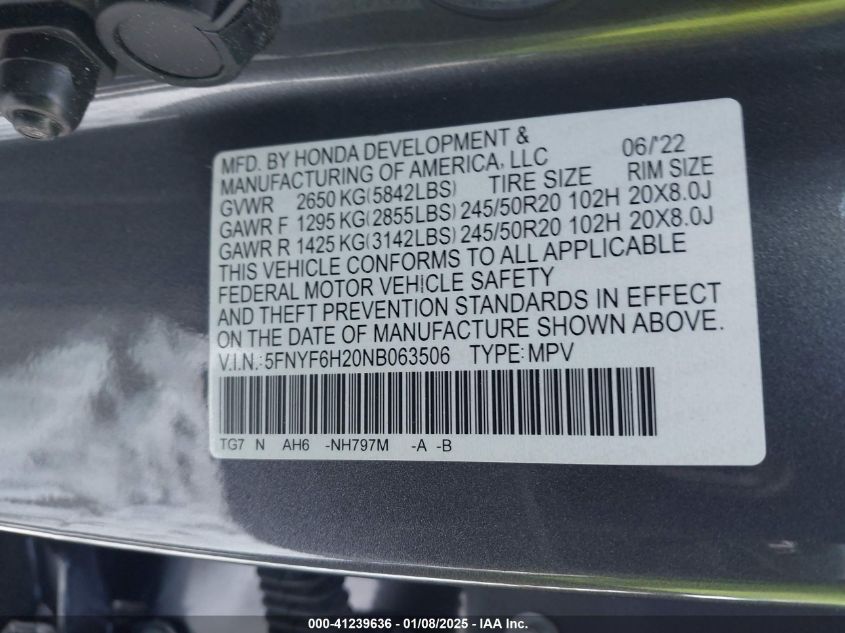 MFD. BY HONDA DEVELOPMENT & 06/'22
MANUFACTURING OF AMERICA, LLC
GVWR 2650 KG(5842LBS) TIRE SIZE RIM SIZE
GAWR F 1295 KG(2855LBS) 245/50R20 102H 20X8.0J
GAWR R 1425 KG(3142LBS) 245/50R20 102H 20X8.0J
THIS VEHICLE CONFORMS TO ALL APPLICABLE
FEDERAL MOTOR VEHICLE SAFETY
AND THEFT PREVENTION STANDARDS IN EFFECT
ON THE DATE OF MANUFACTURE SHOWN ABOVE.
V.I.N.:5FNYF6H20NB063506 TYPE:MPV
TG7 N AH6 -NH797M -A -B
000-41239636 - 01/08/2025 - IAA Inc.